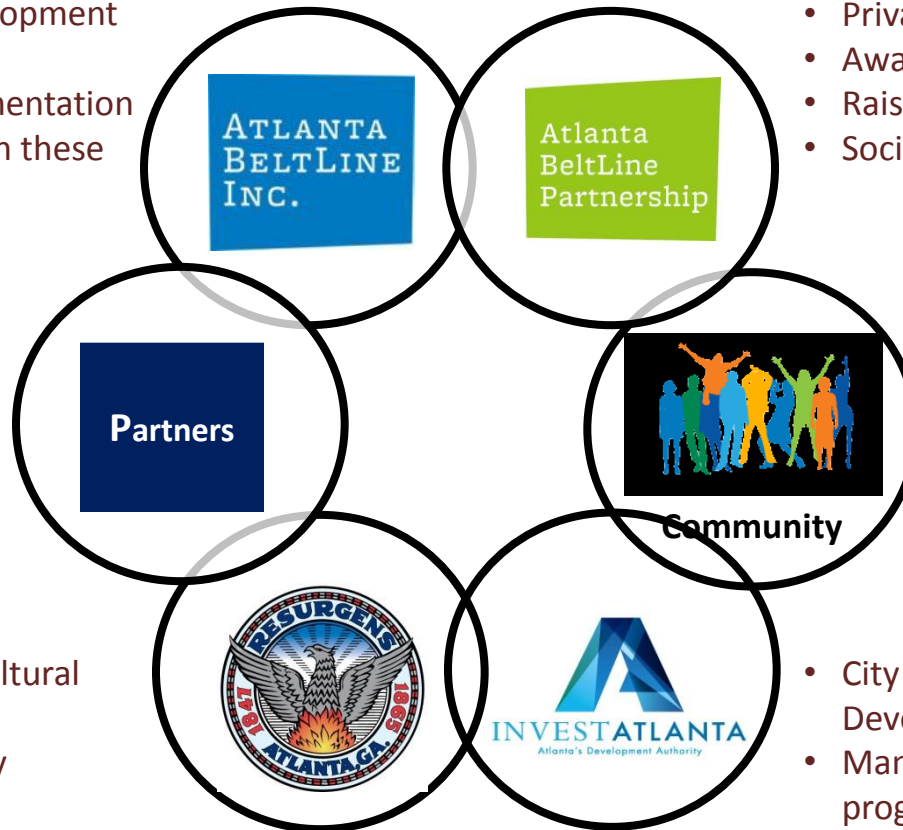 opment
nentation
n these
• Priva
• Awa
• Rais
• Soci
ATLANTA
BELTLINE
INC.
Atlanta
BeltLine
Partnership
Partners
Community
RESURGENS
1847
1865
ATLANTA, GA.
INVESTATLANTA
Atlanta's Development Authority
ltural
y
• City
Deve
• Man
prog